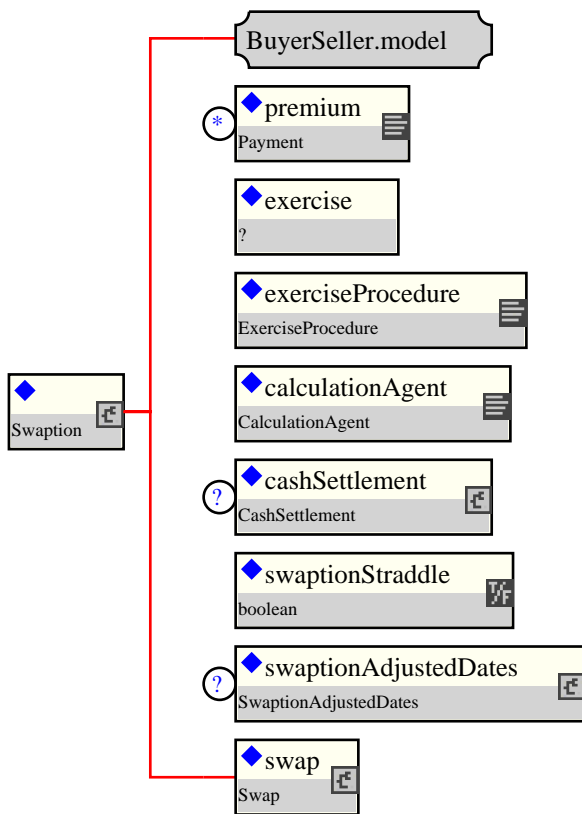 BuyerSeller.model
premium
*
Payment
exercise
?
exerciseProcedure
ExerciseProcedure
Swaption
calculationAgent
CalculationAgent
cashSettlement
?
CashSettlement
swaptionStraddle
T/F
boolean
swaptionAdjustedDates
?
SwaptionAdjustedDates
swap
Swap